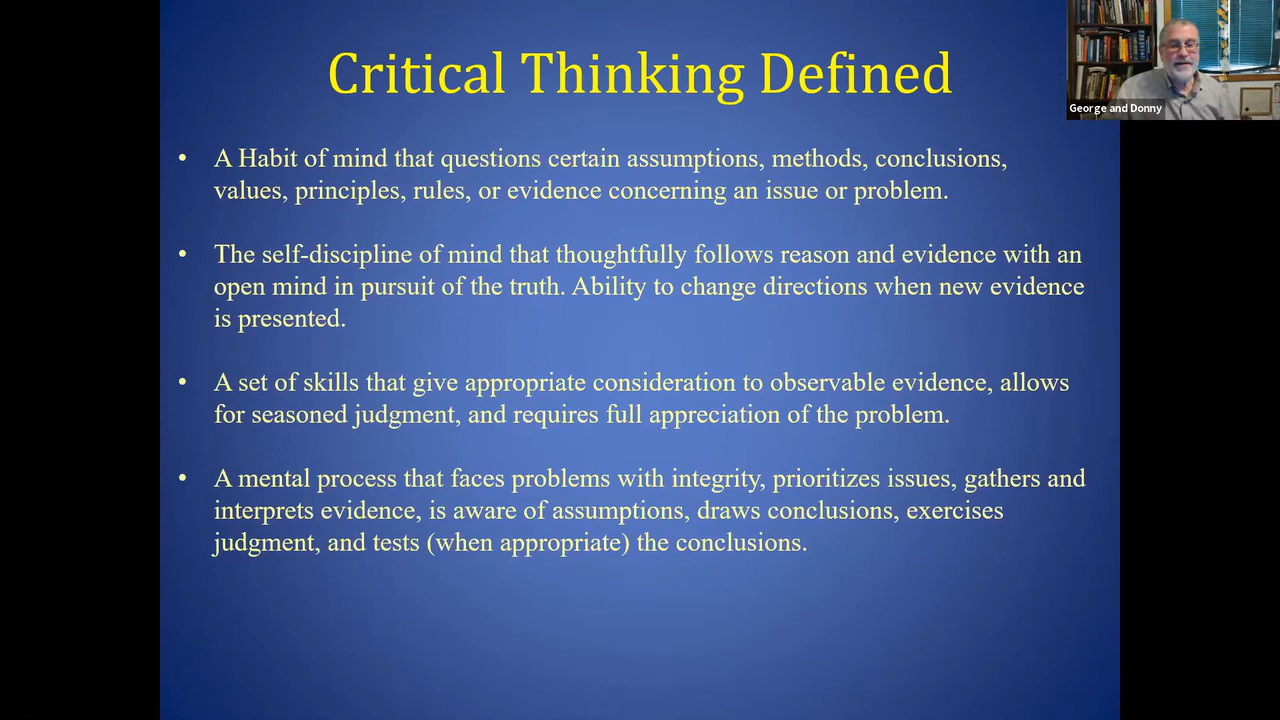 Critical Thinking Defined
George and Donny
• A Habit of mind that questions certain assumptions, methods, conclusions,
values, principles, rules, or evidence concerning an issue or problem.
• The self-discipline of mind that thoughtfully follows reason and evidence with an
open mind in pursuit of the truth. Ability to change directions when new evidence
is presented.
• A set of skills that give appropriate consideration to observable evidence, allows
for seasoned judgment, and requires full appreciation of the problem.
• A mental process that faces problems with integrity, prioritizes issues, gathers and
interprets evidence, is aware of assumptions, draws conclusions, exercises
judgment, and tests (when appropriate) the conclusions.